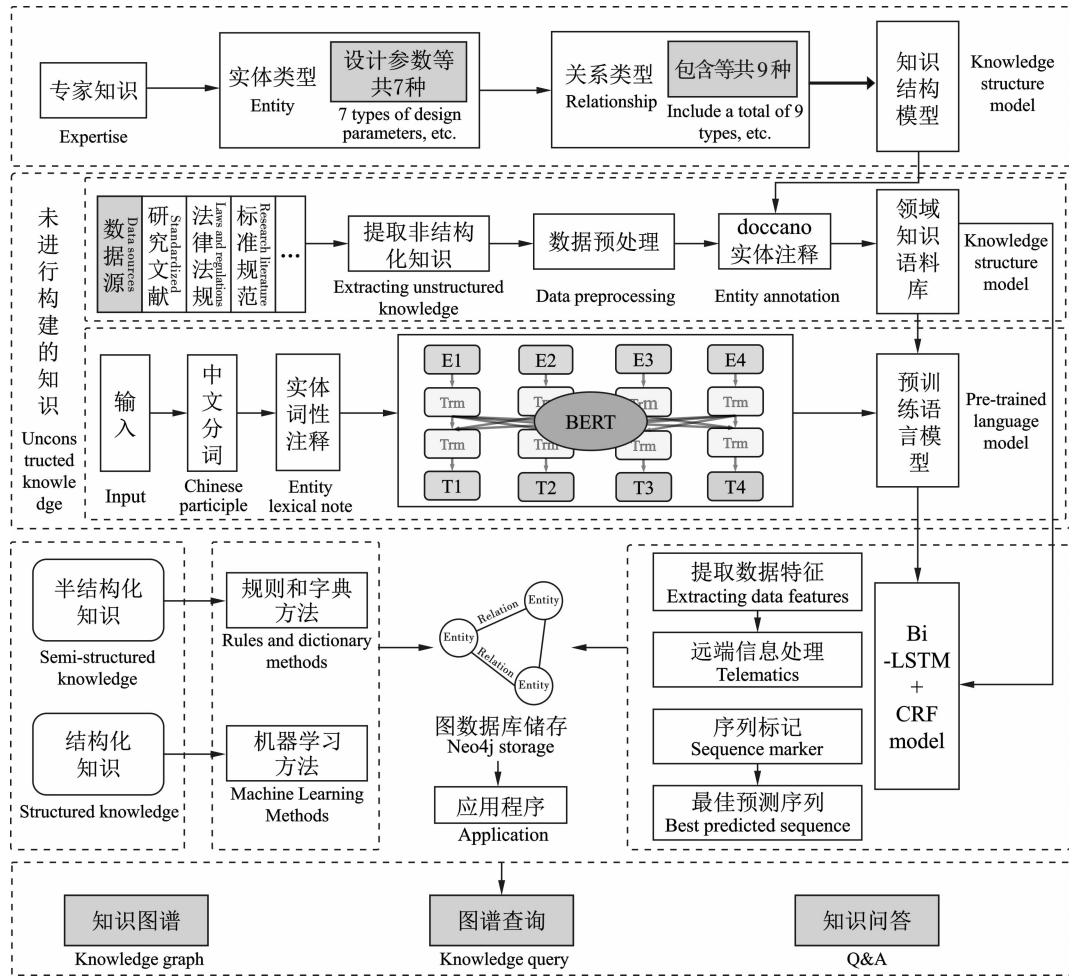 专家知识
Expertise
实体类型
Entity
设计参数等
共7种
7 types of design
parameters, etc.
关系类型
Relationship
包含等共9种
Include a total of 9
types, etc.
知识
结构
模型
Knowledge
structure
model
未进行构建的知识
Uncons
tructed
knowle
dge
数据源
Data sources
研究文献
Standardized
法律法规
Laws and regulations
标准规范
Research literature
...
提取非结构
化知识
Extracting unstructured
knowledge
数据预处理
Data preprocessing
doccano
实体注释
Entity annotation
领域
知识
语料
库
Knowledge
structure
model
输入
Input
中文分词
Chinese
participle
实体
词性
注释
Entity
lexical note
E1 E2 E3 E4
Trm Trm Trm Trm
BERT
Trm Trm Trm Trm
T1 T2 T3 T4
预训
练语
言模
型
Pre-trained
language
model
半结构化
知识
Semi-structured
knowledge
结构化
知识
Structured knowledge
规则和字典
方法
Rules and dictionary
methods
机器学习
方法
Machine Learning
Methods
Entity
Relation
Entity
Relation
Entity
图数据库储存
Neo4j storage
应用程序
Application
提取数据特征
Extracting data features
远端信息处理
Telematics
序列标记
Sequence marker
最佳预测序列
Best predicted sequence
Bi
-LSTM
+
CRF
model
知识图谱
Knowledge graph
图谱查询
Knowledge query
知识问答
Q&A